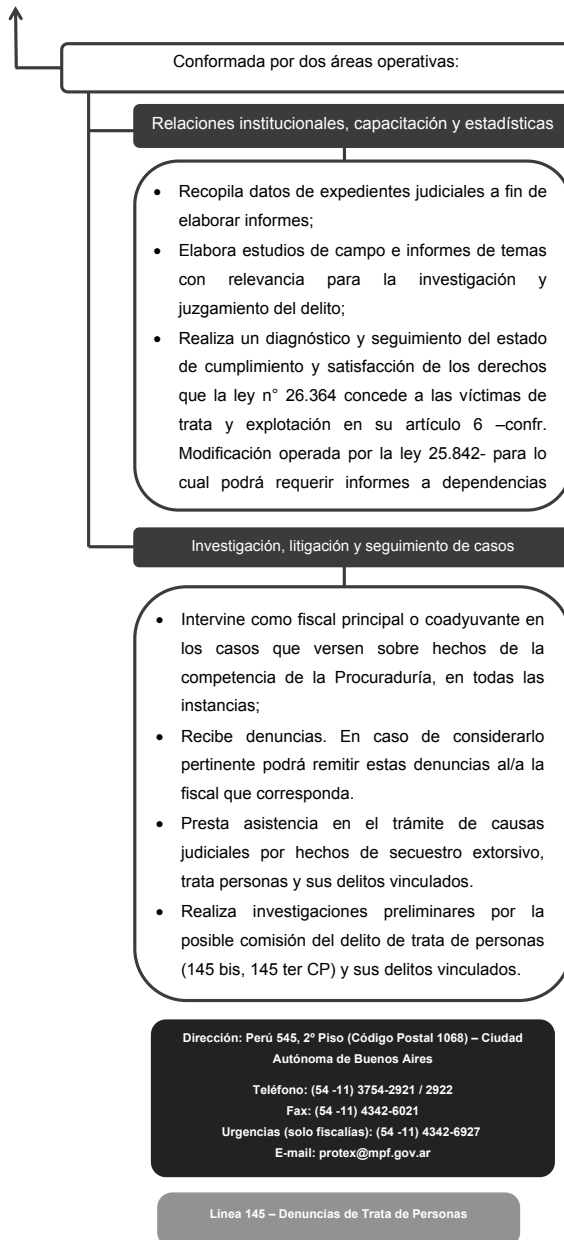 Conformada por dos áreas operativas:
Relaciones institucionales, capacitación y estadísticas
• Recopila datos de expedientes judiciales a fin de
elaborar informes;
• Elabora estudios de campo e informes de temas
con relevancia para la investigación y
juzgamiento del delito;
• Realiza un diagnóstico y seguimiento del estado
de cumplimiento y satisfacción de los derechos
que la ley n° 26.364 concede a las víctimas de
trata y explotación en su artículo 6 –confr.
Modificación operada por la ley 25.842- para lo
cual podrá requerir informes a dependencias
Investigación, litigación y seguimiento de casos
• Intervine como fiscal principal o coadyuvante en
los casos que versen sobre hechos de la
competencia de la Procuraduría, en todas las
instancias;
• Recibe denuncias. En caso de considerarlo
pertinente podrá remitir estas denuncias al/a la
fiscal que corresponda.
• Presta asistencia en el trámite de causas
judiciales por hechos de secuestro extorsivo,
trata personas y sus delitos vinculados.
• Realiza investigaciones preliminares por la
posible comisión del delito de trata de personas
(145 bis, 145 ter CP) y sus delitos vinculados.
Dirección: Perú 545, 2º Piso (Código Postal 1068) – Ciudad
Autónoma de Buenos Aires
Teléfono: (54 -11) 3754-2921 / 2922
Fax: (54 -11) 4342-6021
Urgencias (solo fiscalías): (54 -11) 4342-6927
E-mail: protex@mpf.gov.ar
Línea 145 – Denuncias de Trata de Personas